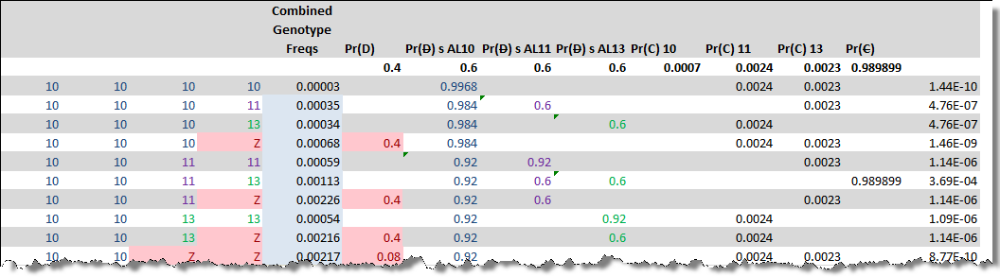 Combined
Genotype
Freqs Pr(D) Pr(Đ) s AL10 Pr(Đ) s AL11 Pr(Đ) s AL13 Pr(C) 10 Pr(C) 11 Pr(C) 13 Pr(Є)
0.4 0.6 0.6 0.6 0.0007 0.0024 0.0023 0.989899
10 10 10 10 0.00003 0.9968 0.0024 0.0023 1.44E-10
10 10 10 11 0.00035 0.984 0.6 0.0023 4.76E-07
10 10 10 13 0.00034 0.984 0.6 0.0024 4.76E-07
10 10 10 Z 0.00068 0.4 0.984 0.0024 0.0023 1.46E-09
10 10 11 11 0.00059 0.92 0.92 0.0023 1.14E-06
10 10 11 13 0.00113 0.92 0.6 0.6 0.989899 3.69E-04
10 10 11 Z 0.00226 0.4 0.92 0.6 0.0023 1.14E-06
10 10 13 13 0.00054 0.92 0.92 0.0024 1.09E-06
10 10 13 Z 0.00216 0.4 0.92 0.6 0.0024 1.14E-06
10 10 Z Z 0.00217 0.08 0.92 0.0024 0.0023 8.77E-10